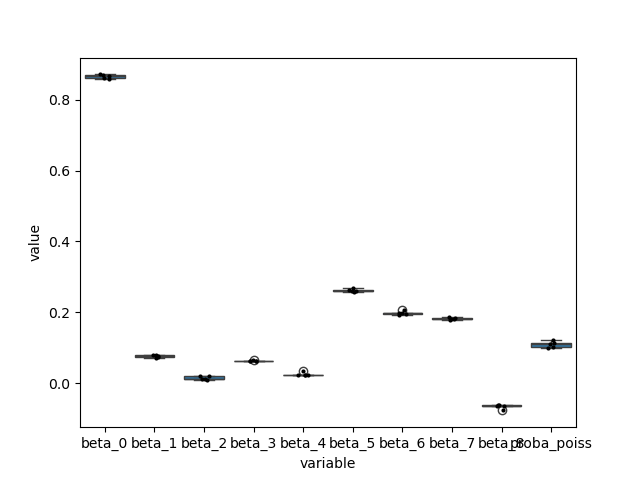 value
0.8
0.6
0.4
0.2
0.0
beta_0 beta_1 beta_2 beta_3 beta_4 beta_5 beta_6 beta_7 beta_8 proba_poiss
variable